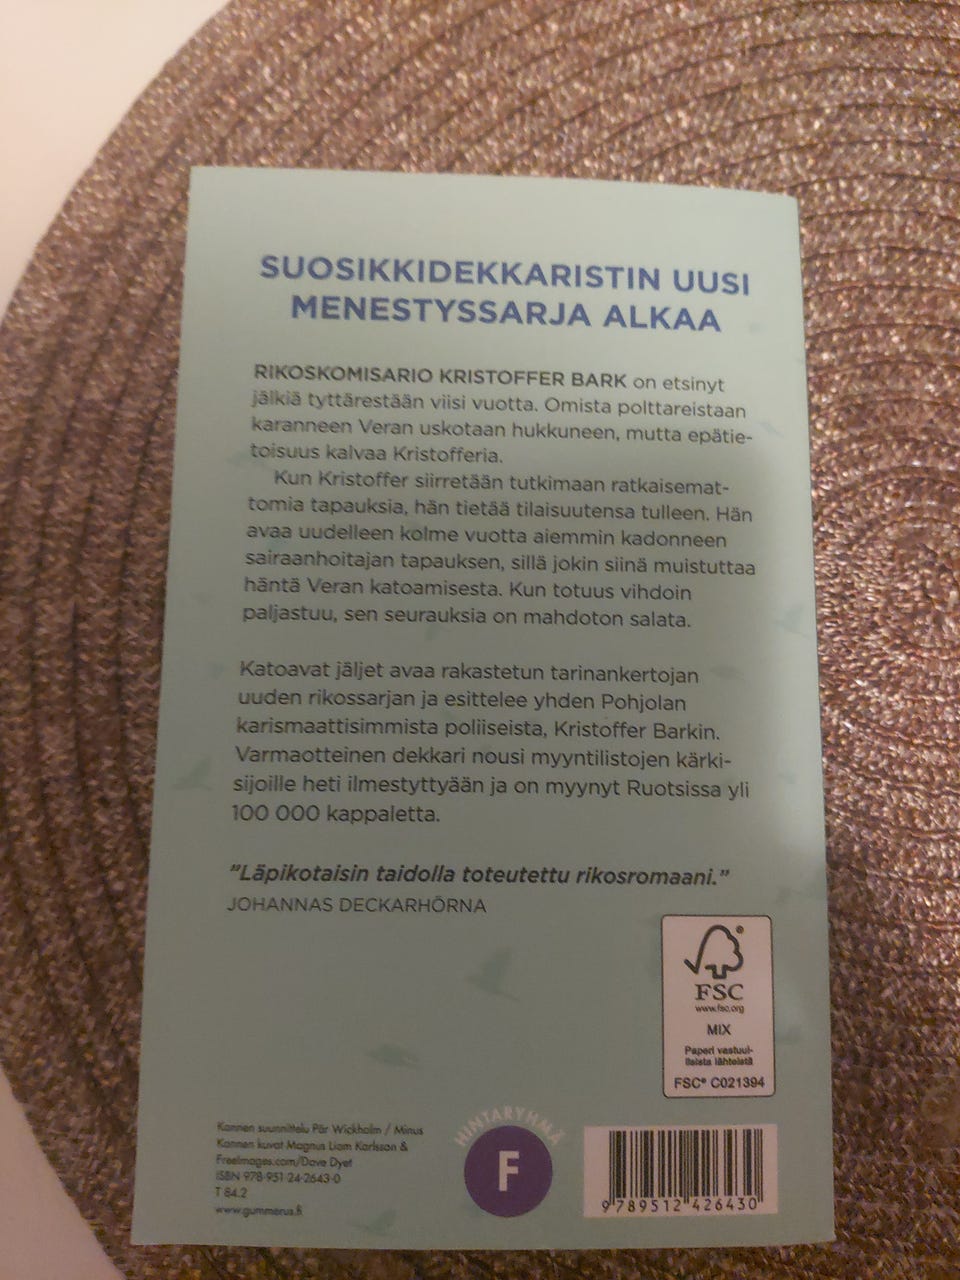 SUOSIKKIDEKKARISTIN UUSI
MENESTYSSARJA ALKAA
RIKOSKOMISARIO KRISTOFFER BARK on etsinyt
jälkiä tyttärestään viisi vuotta. Omista polttareistaan
karanneen Veran uskotaan hukkuneen, mutta epätie-
toisuus kalvaa Kristofferia.
Kun Kristoffer siirretään tutkimaan ratkaisemat-
tomia tapauksia, hän tietää tilaisuutensa tulleen. Hän
avaa uudelleen kolme vuotta aiemmin kadonneen
sairaanhoitajan tapauksen, sillä jokin siinä muistuttaa
häntä Veran katoamisesta. Kun totuus vihdoin
paljastuu, sen seurauksia on mahdoton salata.
Katoavat jäljet avaa rakastetun tarinankertojan
uuden rikossarjan ja esittelee yhden Pohjolan
karismaattisimmista poliiseista, Kristoffer Barkin.
Varmaotteinen dekkari nousi myyntilistojen kärki-
sijoille heti ilmestyttyään ja on myynyt Ruotsissa yli
100 000 kappaletta.
"Läpikotaisin taidolla toteutettu rikosromaani."
JOHANNAS DECKARHÖRNA
FSC®
www.fsc.org
MIX
Paperi vastuul-
lisista lähteistä
FSC® C021394
Kannen suunnittelu Pär Wickholm / Minus
Kannen kuvat Magnus Liam Karlsson &
FreeImages.com/Dave Dyet
ISBN 978-951-24-2643-0
T 84.2
www.gummerus.fi
HINTARYHMÄ
F
9 789512 426430